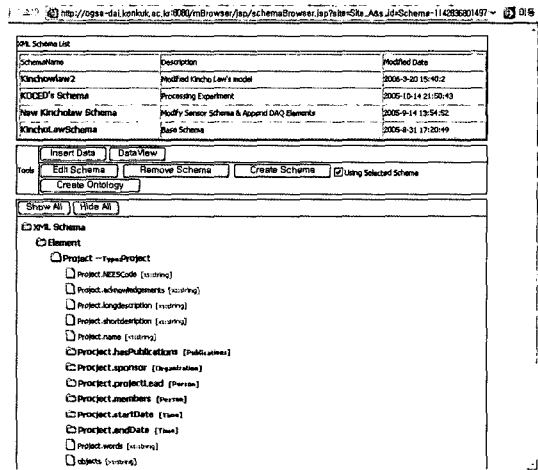 http://ogsa-dai.konkuk.ac.kr:8080/mBrowser/jsp/schemaBrowser.jsp?site=Site_A&s_id=Schema-1142836801497 이동
XML Schema List
SchemaName Description Modified Date
Kincholaw2 Modified Kincho Law's model 2006-3-20 15:40:2
KOCED's Schema Processing Experiment 2005-10-14 21:50:43
New Kincholaw Schema Modify Sensor Schema & Append DAQ Elements 2005-9-14 13:54:52
KinchoLawSchema Base Schema 2005-8-31 17:20:49
Insert Data DataView
Tools Edit Schema Remove Schema Create Schema Using Selected Schema
Create Ontology
Show All Hide All
XML Schema
Element
Project --Type:Project
Project.NEESCode [xs:string]
Project.acknowledgements [xs:string]
Project.longdescription [xs:string]
Project.shortdescription [xs:string]
Project.name [xs:string]
Procject.hasPublications [Publications]
Procject.sponsor [Organization]
Procject.projectLead [Person]
Procject.members [Person]
Procject.startDate [Time]
Procject.endDate [Time]
Project.words [xs:string]
objects [xs:string]